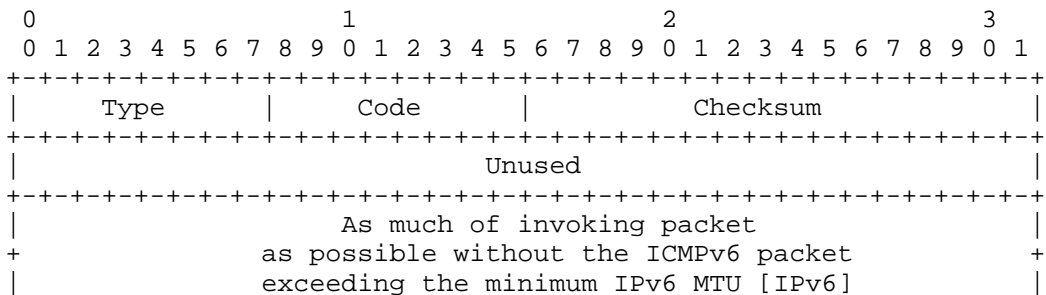 0                   1                   2                   3
 0 1 2 3 4 5 6 7 8 9 0 1 2 3 4 5 6 7 8 9 0 1 2 3 4 5 6 7 8 9 0 1
+-+-+-+-+-+-+-+-+-+-+-+-+-+-+-+-+-+-+-+-+-+-+-+-+-+-+-+-+-+-+-+-+
|     Type      |     Code      |          Checksum             |
+-+-+-+-+-+-+-+-+-+-+-+-+-+-+-+-+-+-+-+-+-+-+-+-+-+-+-+-+-+-+-+-+
|                             Unused                            |
+-+-+-+-+-+-+-+-+-+-+-+-+-+-+-+-+-+-+-+-+-+-+-+-+-+-+-+-+-+-+-+-+
|                    As much of invoking packet                 |
+               as possible without the ICMPv6 packet           +
|               exceeding the minimum IPv6 MTU [IPv6]           |